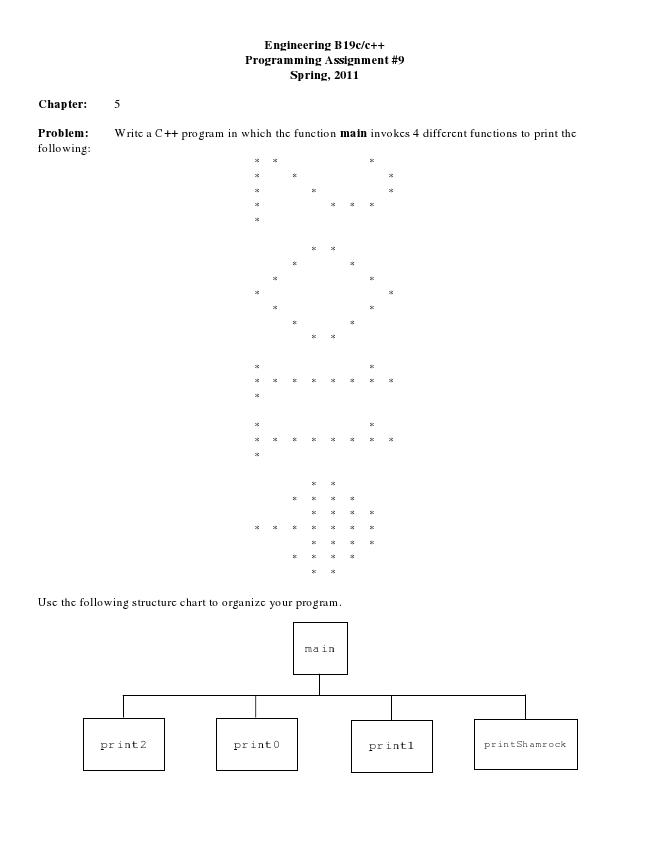 Engineering B19c/c++
Programming Assignment #9
Spring, 2011
Chapter: 5
Problem: Write a C++ program in which the function main invokes 4 different functions to print the
following:
* *         *
*   *         *
*     *       *
*       * * *
*
      * *
    *     *
  *         *
*             *
  *         *
    *     *
      * *
*           *
* * * * * * * *
*
*           *
* * * * * * * *
*
      * *
    * * * *
      * * * *
* * * * * * *
      * * * *
    * * * *
      * *
Use the following structure chart to organize your program.
main
print2 print0 print1 printShamrock